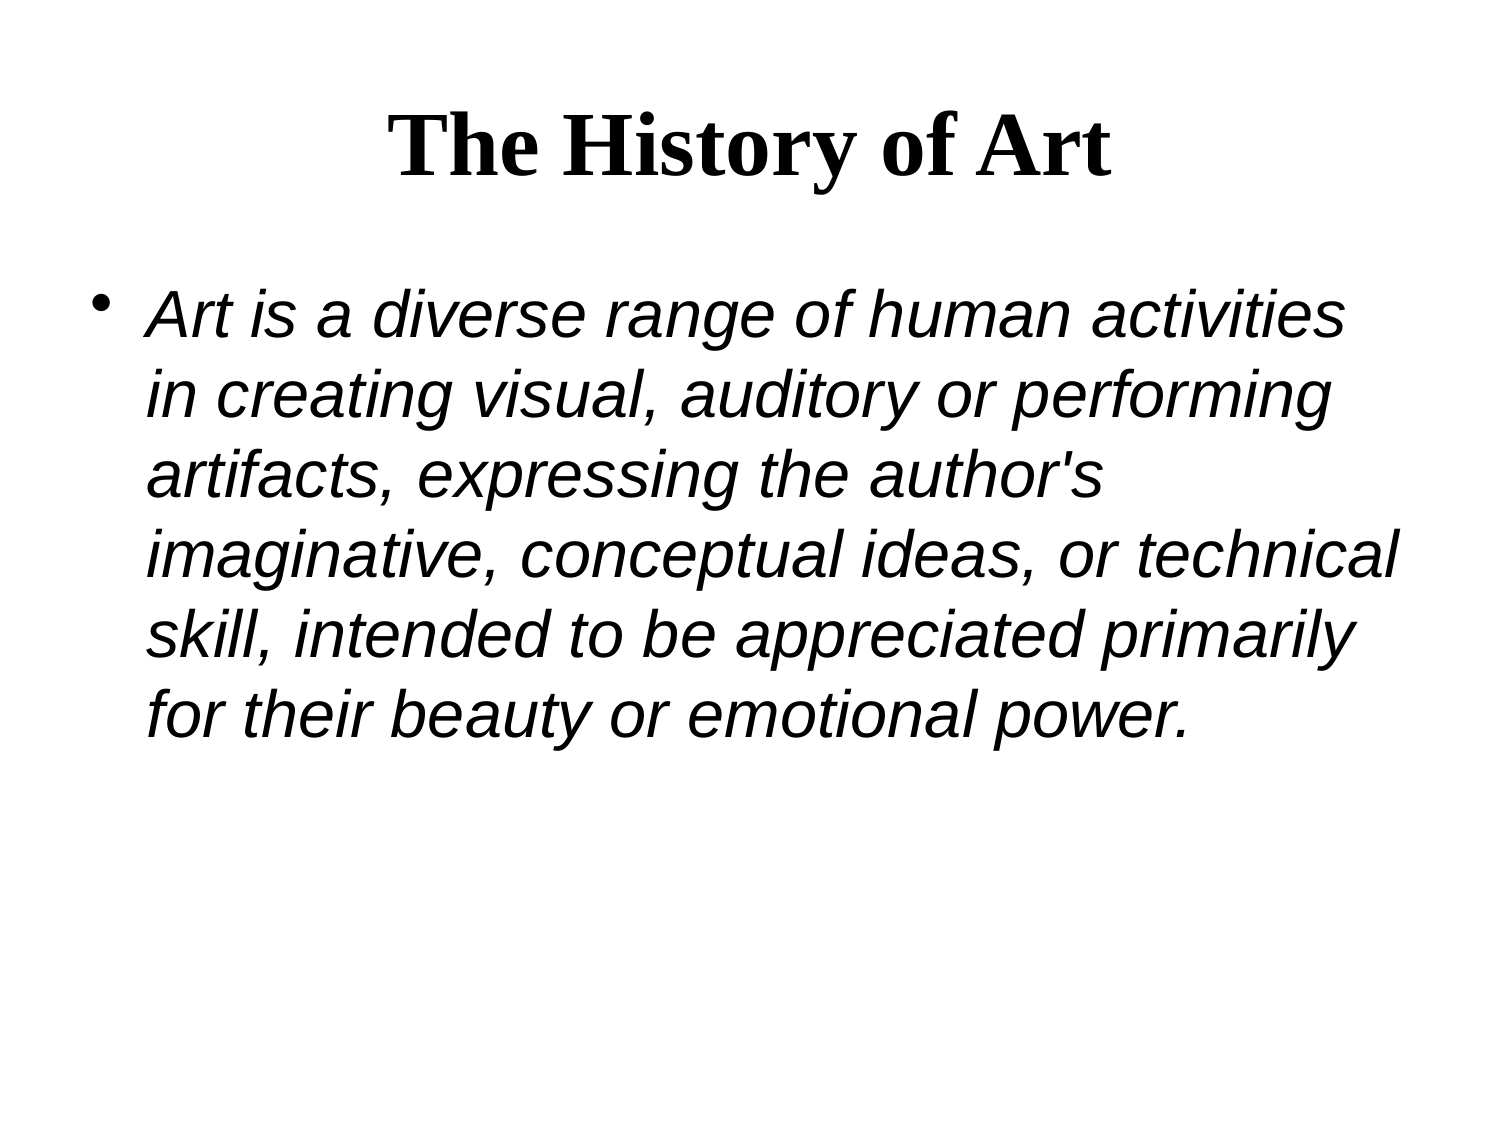 The History of Art
• Art is a diverse range of human activities
in creating visual, auditory or performing
artifacts, expressing the author's
imaginative, conceptual ideas, or technical
skill, intended to be appreciated primarily
for their beauty or emotional power.